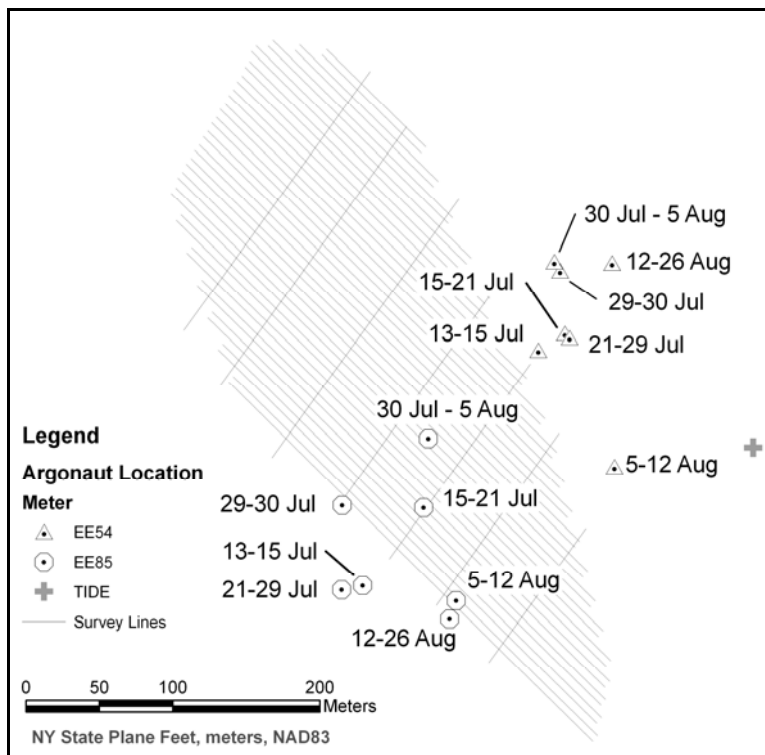 30 Jul - 5 Aug
12-26 Aug
15-21 Jul
29-30 Jul
13-15 Jul
21-29 Jul
30 Jul - 5 Aug
Legend
Argonaut Location
Meter
EE54
EE85
TIDE
Survey Lines
5-12 Aug
29-30 Jul
15-21 Jul
13-15 Jul
21-29 Jul
5-12 Aug
12-26 Aug
0 50 100 200
Meters
NY State Plane Feet, meters, NAD83